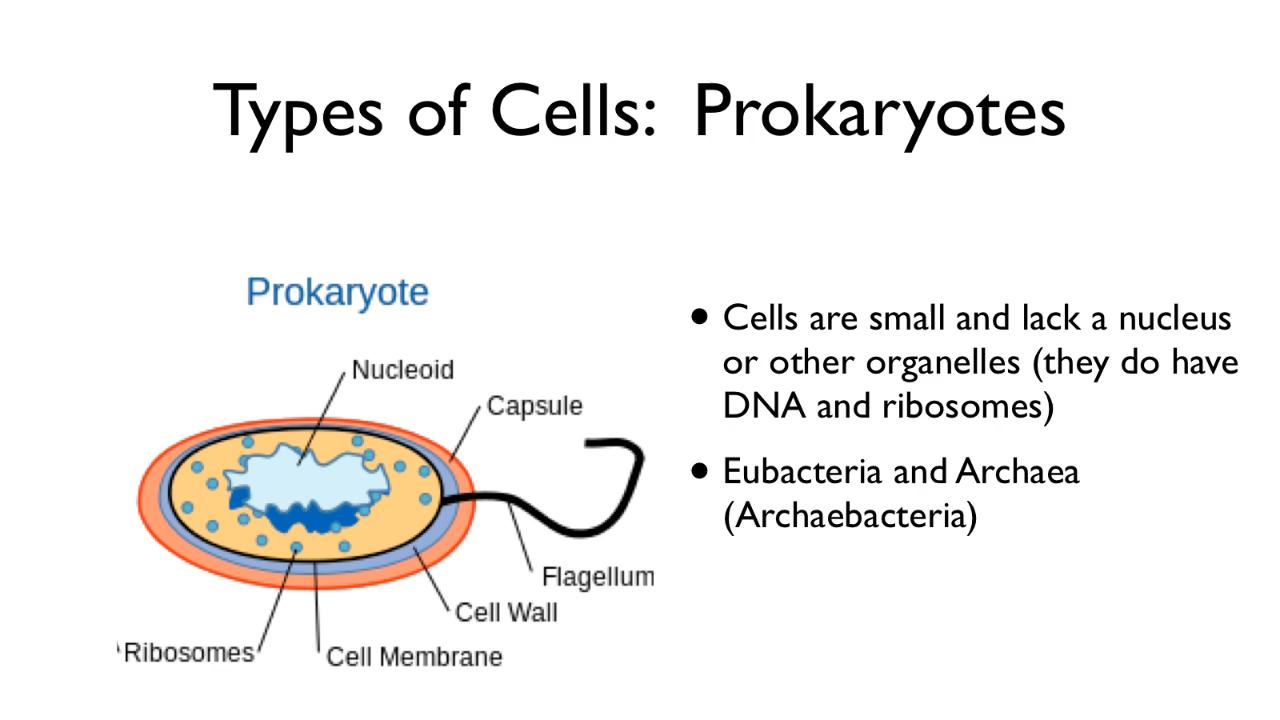 Types of Cells: Prokaryotes
Prokaryote
Nucleoid
Capsule
Flagellum
Cell Wall
Ribosomes
Cell Membrane
• Cells are small and lack a nucleus
or other organelles (they do have
DNA and ribosomes)
• Eubacteria and Archaea
(Archaebacteria)